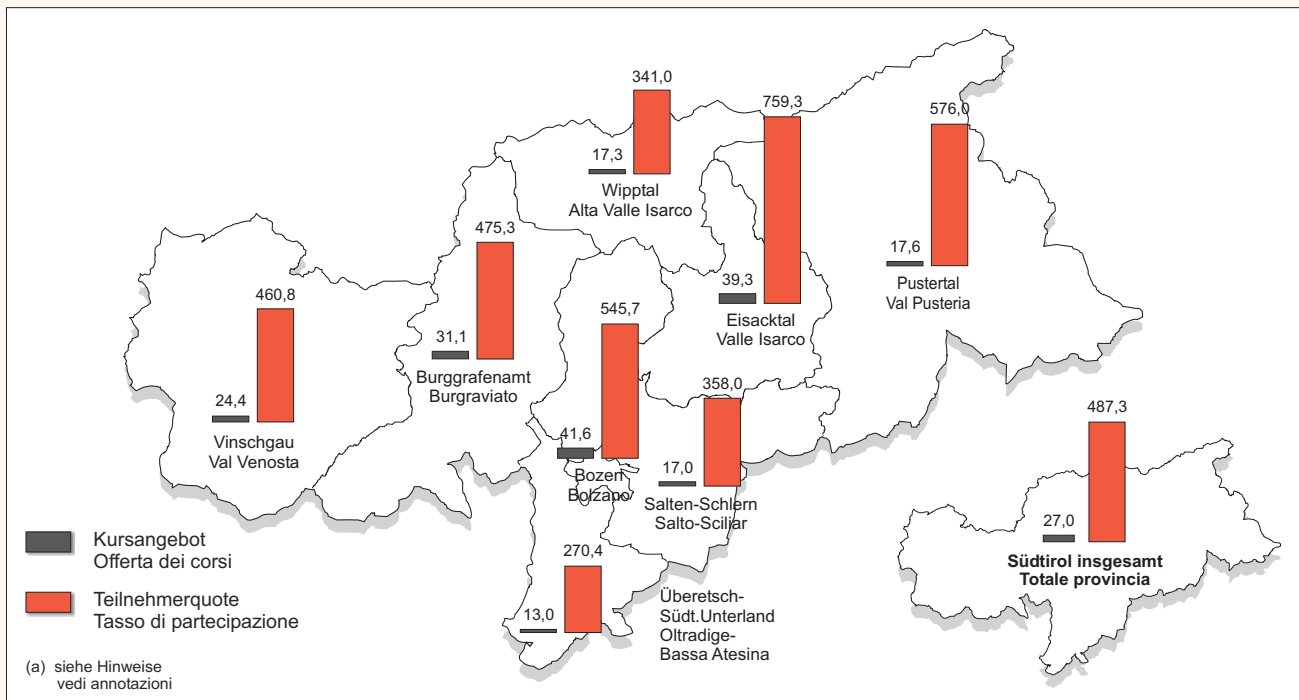 341,0
17,3
Wipptal
Alta Valle Isarco
759,3
39,3
Eisacktal
Valle Isarco
576,0
17,6
Pustertal
Val Pusteria
475,3
31,1
Burggrafenamt
Burgraviato
460,8
24,4
Vinschgau
Val Venosta
545,7
41,6
Bozen
Bolzano
358,0
17,0
Salten-Schlern
Salto-Sciliar
270,4
13,0
Überetsch-
Südt.Unterland
Oltradige-
Bassa Atesina
487,3
27,0
Südtirol insgesamt
Totale provincia
Kursangebot
Offerta dei corsi
Teilnehmerquote
Tasso di partecipazione
(a) siehe Hinweise
vedi annotazioni